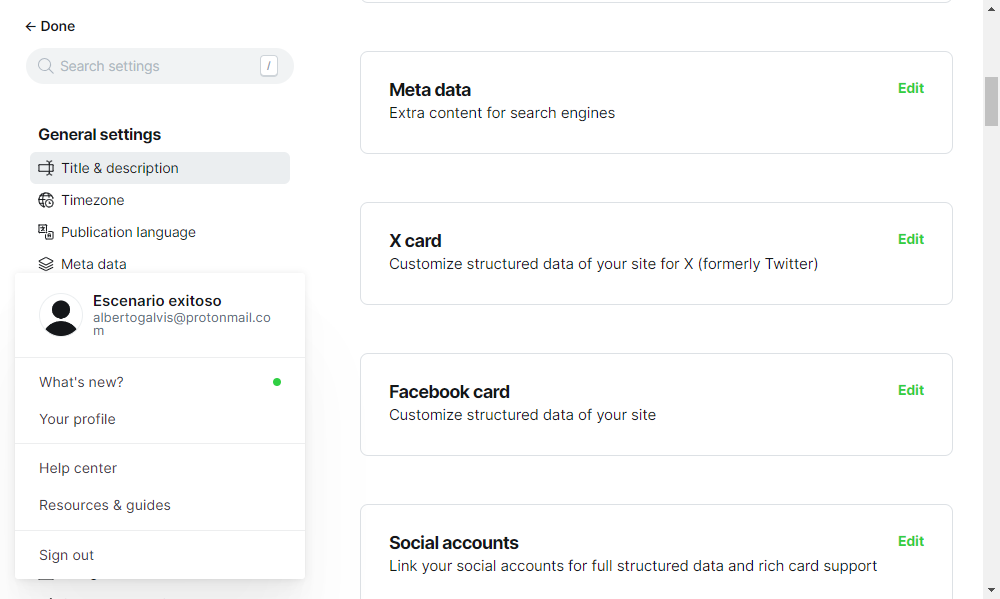 Done
Search settings
/
General settings
Title & description
Timezone
Publication language
Meta data
Escenario exitoso
albertogalvis@protonmail.co
m
What's new?
Your profile
Help center
Resources & guides
Sign out
Meta data
Edit
Extra content for search engines
X card
Edit
Customize structured data of your site for X (formerly Twitter)
Facebook card
Edit
Customize structured data of your site
Social accounts
Edit
Link your social accounts for full structured data and rich card support